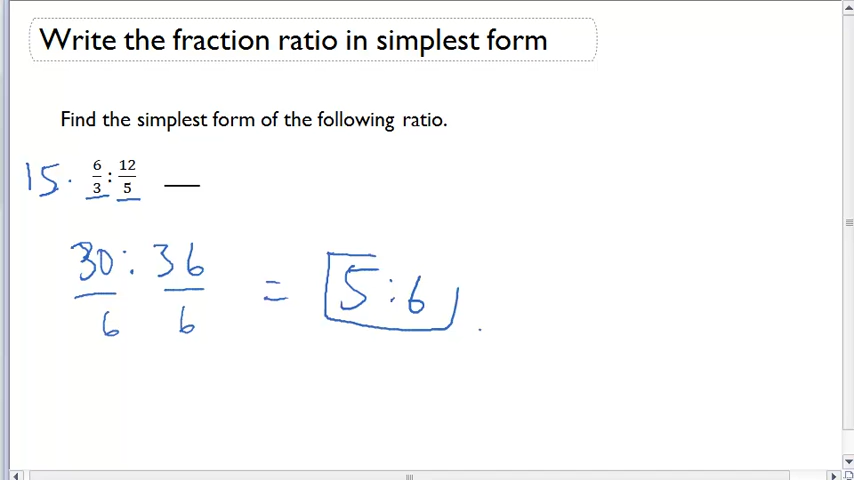 Write the fraction ratio in simplest form
Find the simplest form of the following ratio.
15 · 6/3 : 12/5 ___
30/6 : 36/6 = 5 : 6